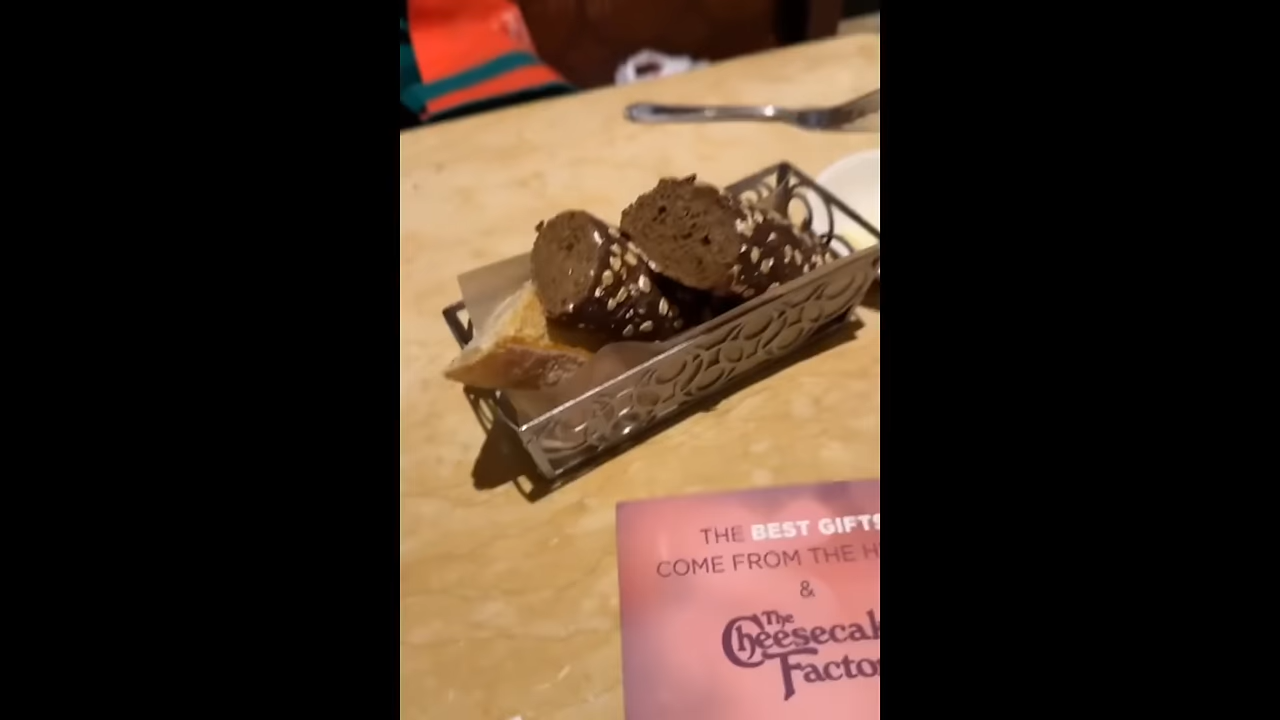 THE BEST GIFTS
COME FROM THE H
&
The
Cheesecak
Facto